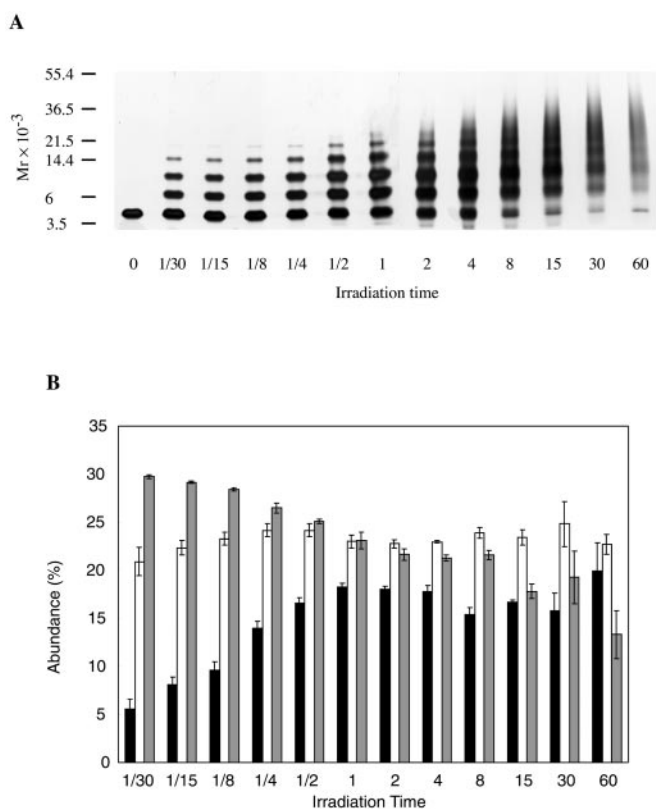 A
Mr × 10-3
55.4
36.5
21.5
14.4
6
3.5
0 1/30 1/15 1/8 1/4 1/2 1 2 4 8 15 30 60
Irradiation time
B
Abundance (%)
35
30
25
20
15
10
5
0
1/30 1/15 1/8 1/4 1/2 1 2 4 8 15 30 60
Irradiation Time